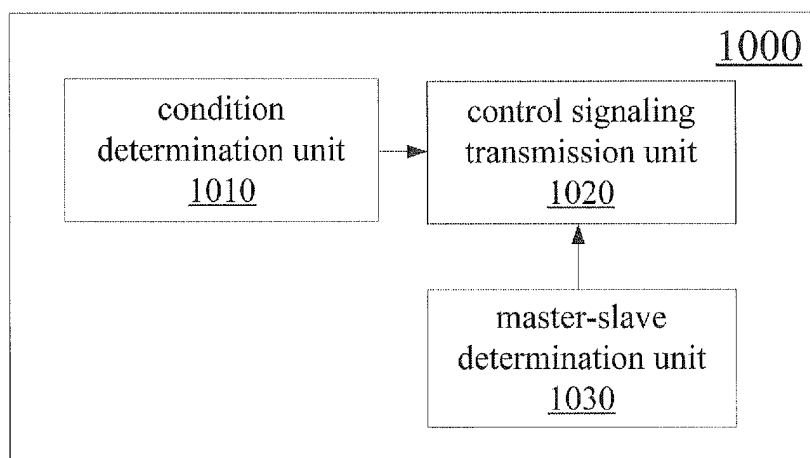 1000
condition
determination unit
1010
control signaling
transmission unit
1020
master-slave
determination unit
1030